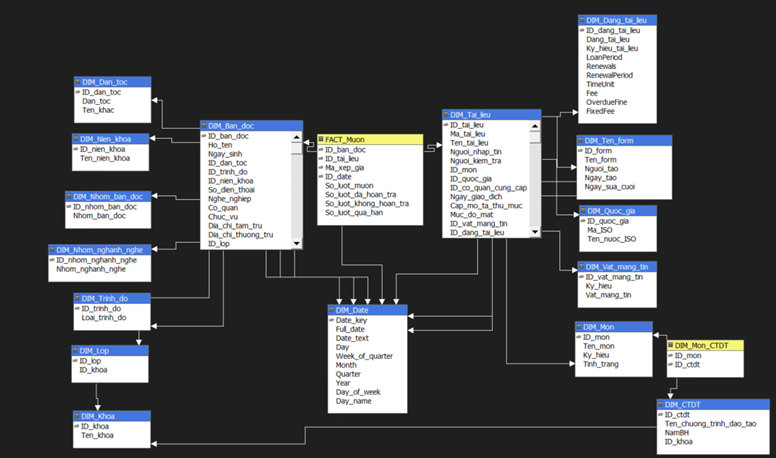 DIM_Dang_tai_lieu
ID_dang_tai_lieu
Dang_tai_lieu
Ky_hieu_tai_lieu
LoanPeriod
Renewals
RenewalPeriod
TimeUnit
Fee
OverdueFine
FixedFee
DIM_Dan_toc
ID_dan_toc
Dan_toc
Ten_khac
DIM_Nien_khoa
ID_nien_khoa
Ten_nien_khoa
DIM_Nhom_ban_doc
ID_nhom_ban_doc
Nhom_ban_doc
DIM_Nhom_nghanh_nghe
ID_nhom_nghanh_nghe
Nhom_nghanh_nghe
DIM_Trinh_do
ID_trinh_do
Loai_trinh_do
DIM_Lop
ID_lop
ID_khoa
DIM_Khoa
ID_khoa
Ten_khoa
DIM_Ban_doc
ID_ban_doc
Ho_ten
Ngay_sinh
ID_dan_toc
ID_trinh_do
ID_nien_khoa
So_dien_thoai
Nghe_nghiep
Co_quan
Chuc_vu
Dia_chi_tam_tru
Dia_chi_thuong_tru
ID_lop
FACT_Muon
ID_ban_doc
ID_tai_lieu
Ma_xep_gia
ID_date
So_luot_muon
So_luot_da_hoan_tra
So_luot_khong_hoan_tra
So_luot_qua_han
DIM_Date
Date_key
Full_date
Date_text
Day
Week_of_quarter
Month
Quarter
Year
Day_of_week
Day_name
DIM_Tai_lieu
ID_tai_lieu
Ma_tai_lieu
Ten_tai_lieu
Nguoi_nhap_tin
Nguoi_kiem_tra
ID_mon
ID_quoc_gia
ID_co_quan_cung_cap
Ngay_giao_dich
Cap_mo_ta_thu_muc
Muc_do_mat
ID_vat_mang_tin
ID_dang_tai_lieu
DIM_Ten_form
ID_form
Ten_form
Nguoi_tao
Ngay_tao
Ngay_sua_cuoi
DIM_Quoc_gia
ID_quoc_gia
Ma_ISO
Ten_nuoc_ISO
DIM_Vat_mang_tin
ID_vat_mang_tin
Ky_hieu
Vat_mang_tin
DIM_Mon
ID_mon
Ten_mon
Ky_hieu
Tinh_trang
DIM_Mon_CTDT
ID_mon
ID_ctdt
DIM_CTDT
ID_ctdt
Ten_chuong_trinh_dao_tao
NamBH
ID_khoa